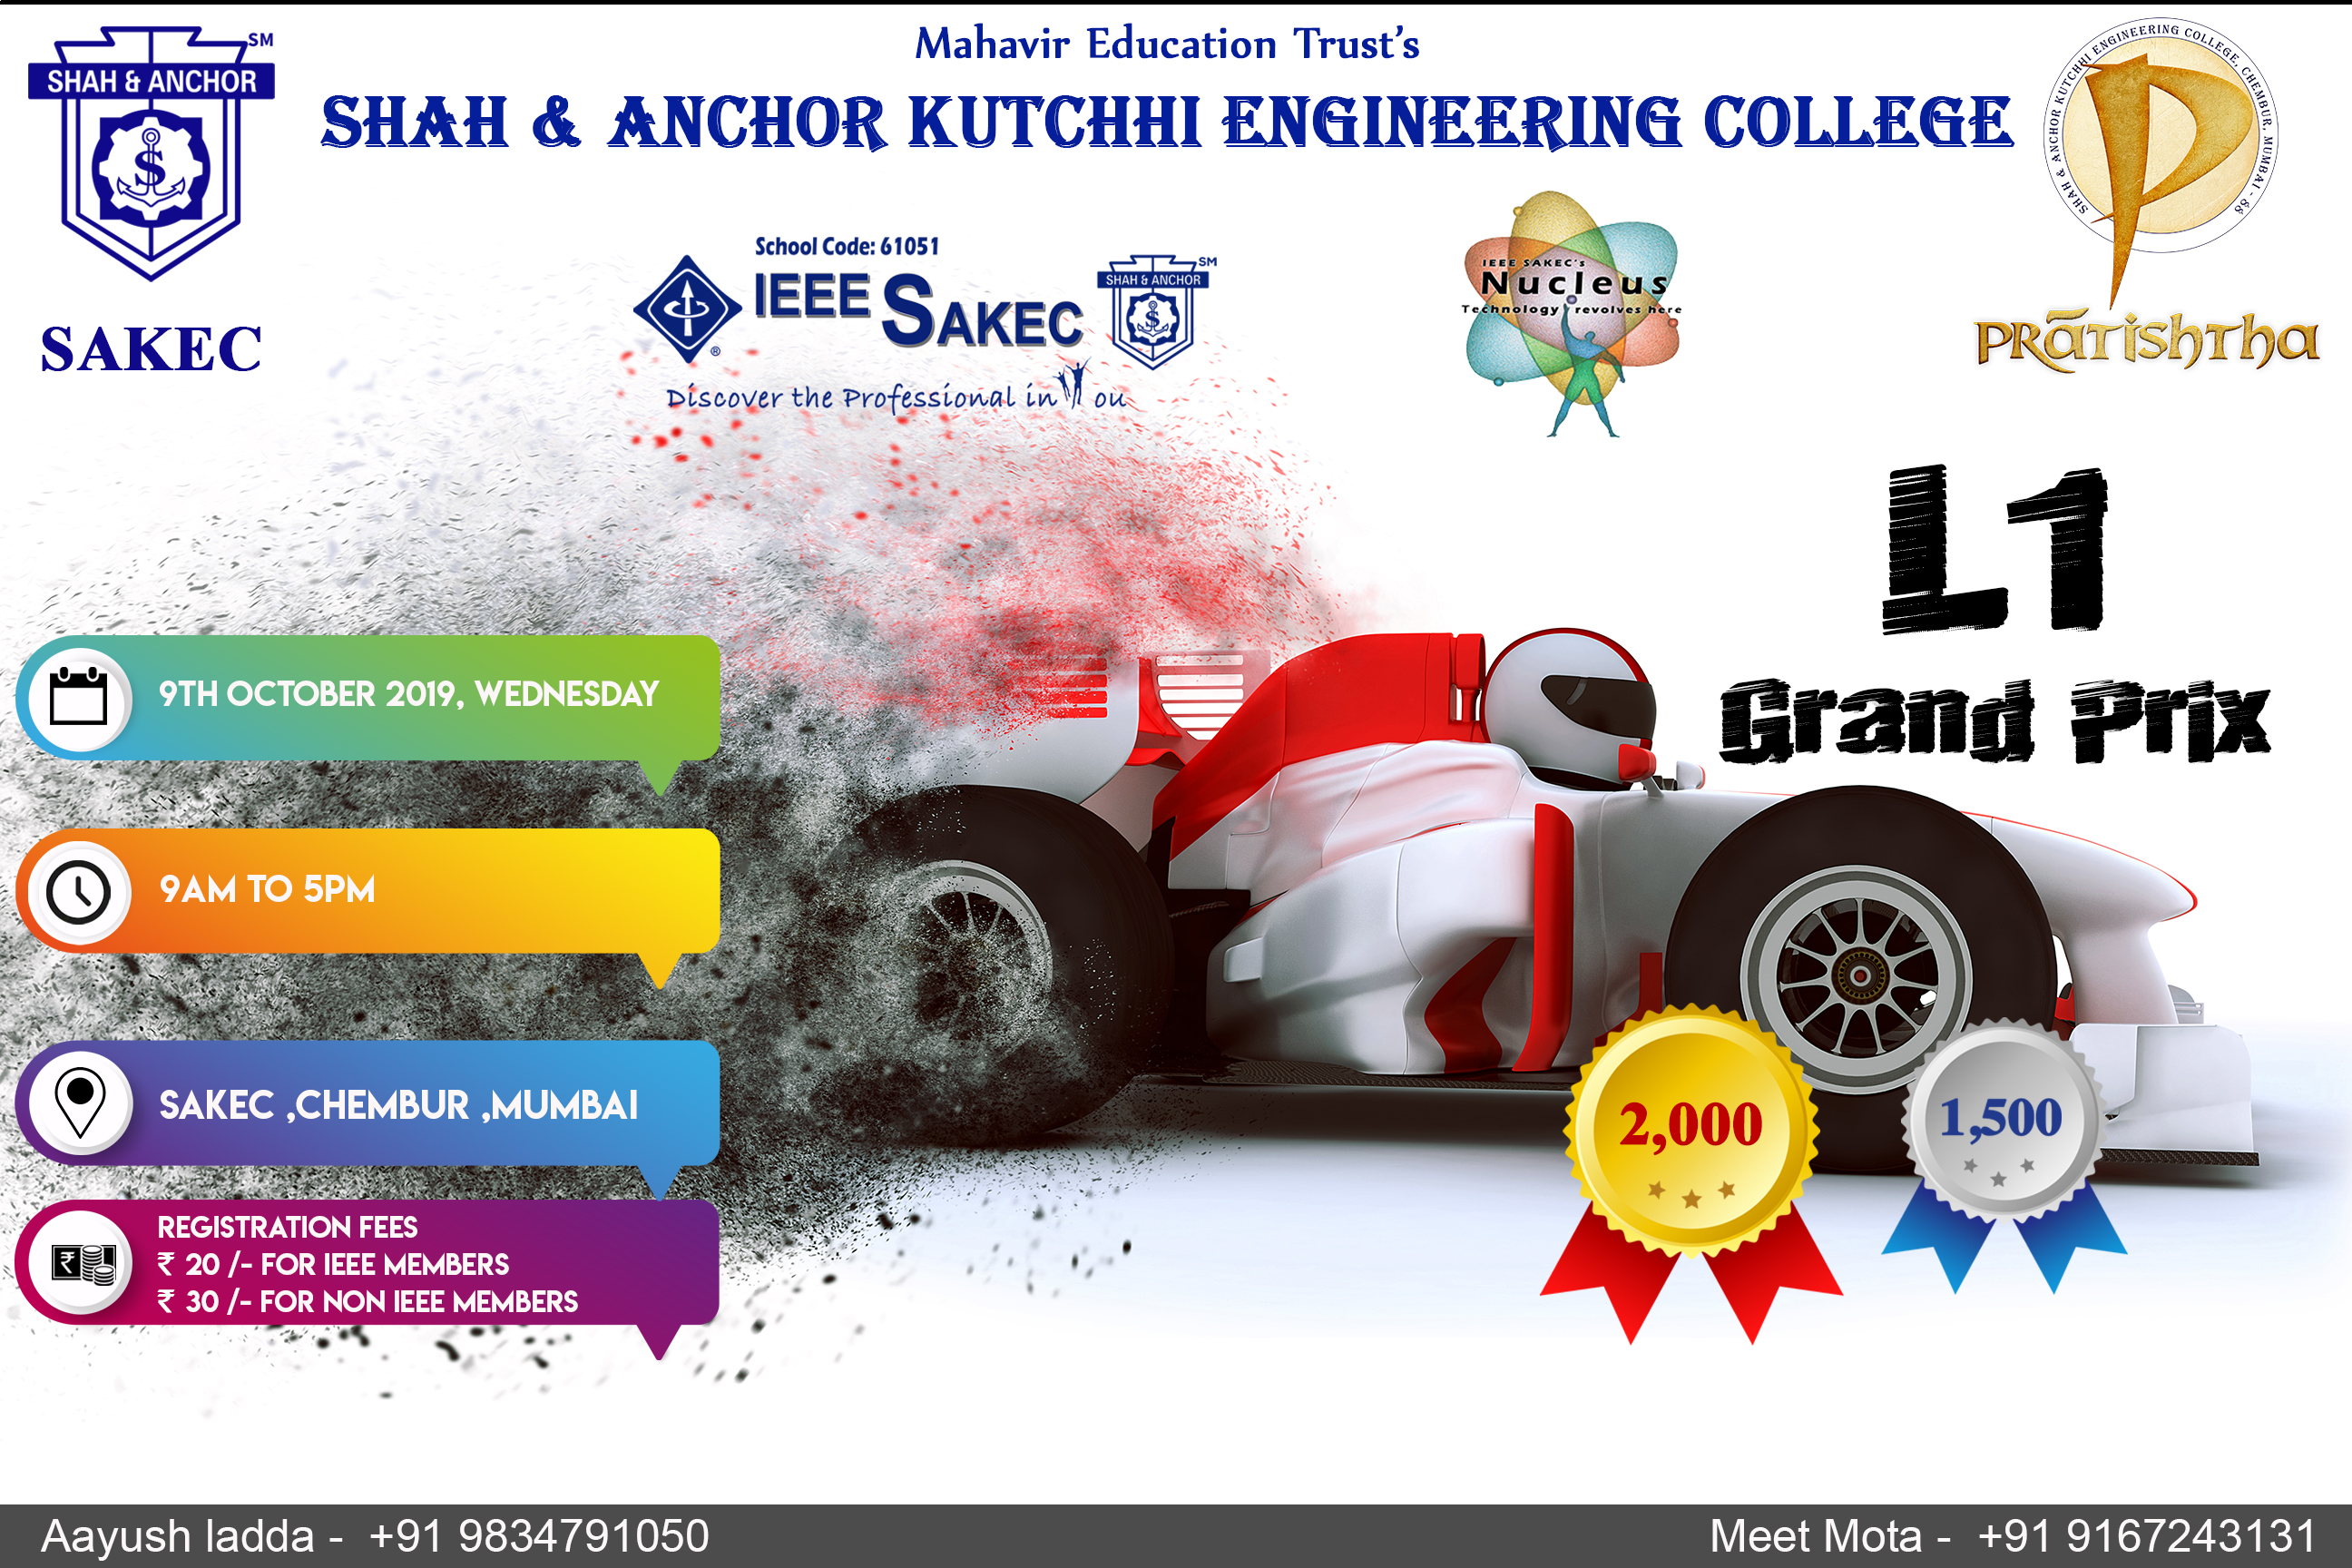 Mahavir Education Trust's
SHAH & ANCHOR KUTCHHI ENGINEERING COLLEGE
SM
SHAH & ANCHOR
S
SAKEC
SHAH & ANCHOR KUTCHHI ENGINEERING COLLEGE, CHEMBUR, MUMBAI - 88
P
PRATISHTHA
School Code: 61051
IEEE SAKEC
®
SM
SHAH & ANCHOR
S
Discover the Professional in You
IEEE SAKEC's
Nucleus
Technology revolves here
L1
Grand Prix
9TH OCTOBER 2019, WEDNESDAY
9AM TO 5PM
SAKEC ,CHEMBUR ,MUMBAI
REGISTRATION FEES
₹ 20 /- FOR IEEE MEMBERS
₹ 30 /- FOR NON IEEE MEMBERS
₹
2,000
1,500
Aayush ladda - +91 9834791050
Meet Mota - +91 9167243131